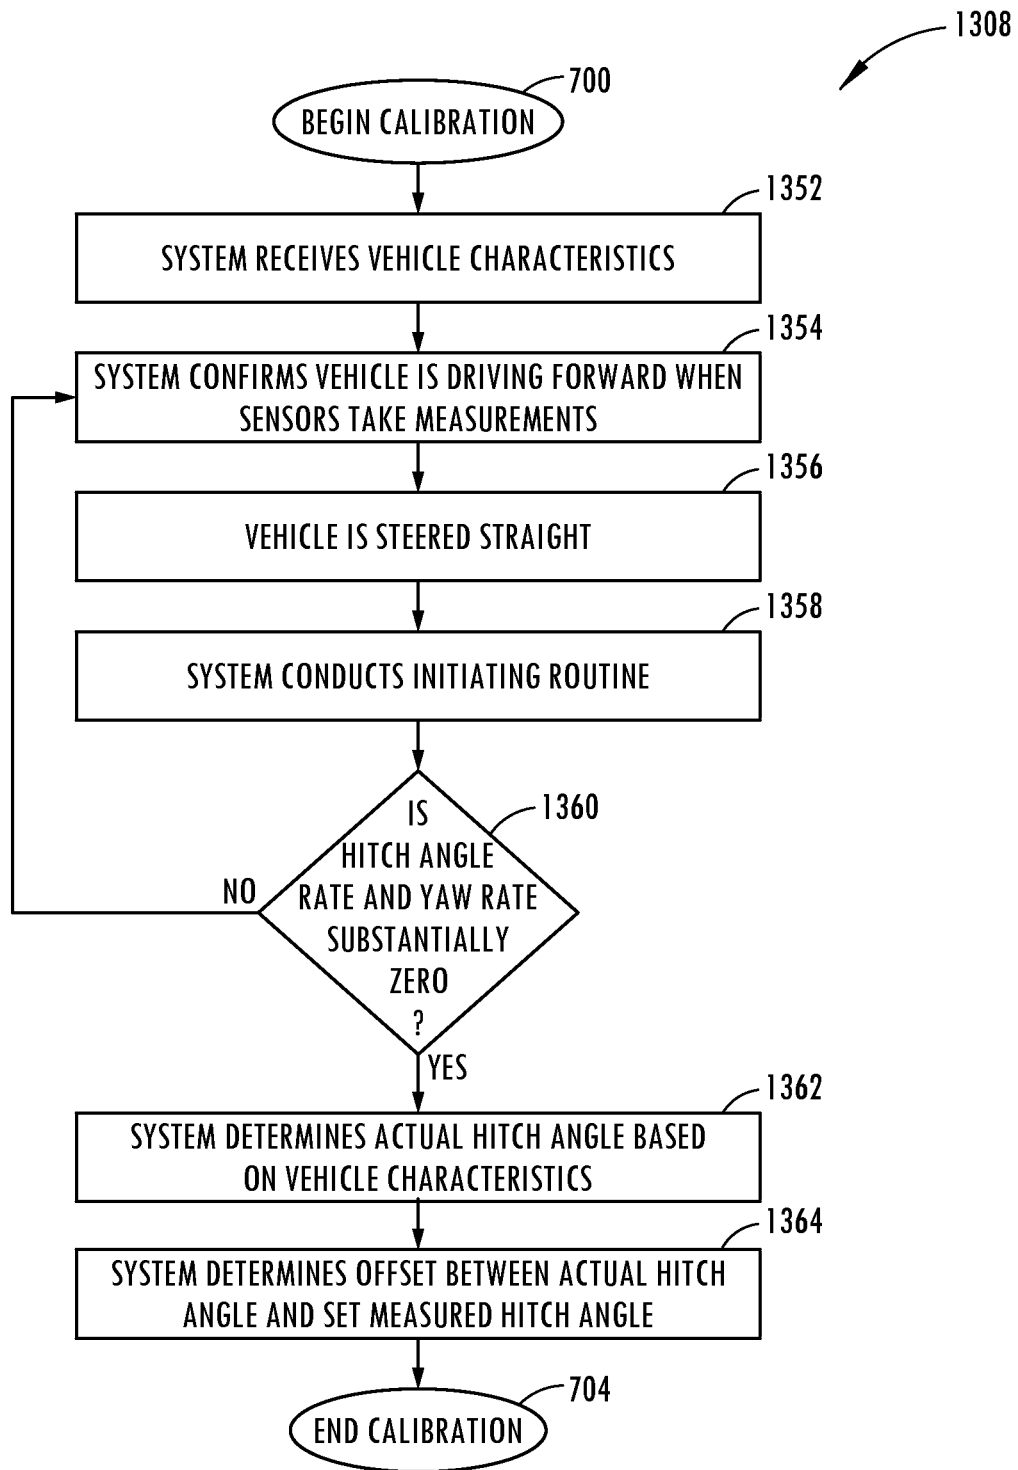 1308
700
BEGIN CALIBRATION
1352
SYSTEM RECEIVES VEHICLE CHARACTERISTICS
1354
SYSTEM CONFIRMS VEHICLE IS DRIVING FORWARD WHEN
SENSORS TAKE MEASUREMENTS
1356
VEHICLE IS STEERED STRAIGHT
1358
SYSTEM CONDUCTS INITIATING ROUTINE
1360
IS
HITCH ANGLE
RATE AND YAW RATE
SUBSTANTIALLY
ZERO
?
NO
YES
1362
SYSTEM DETERMINES ACTUAL HITCH ANGLE BASED
ON VEHICLE CHARACTERISTICS
1364
SYSTEM DETERMINES OFFSET BETWEEN ACTUAL HITCH
ANGLE AND SET MEASURED HITCH ANGLE
704
END CALIBRATION